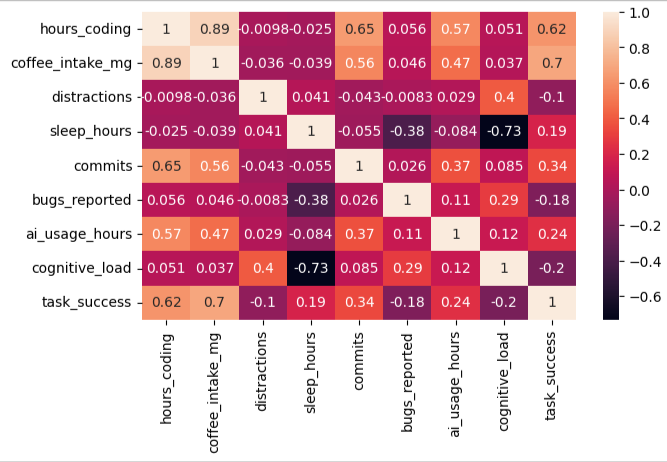 hours_coding 1 0.89 -0.0098 -0.025 0.65 0.056 0.57 0.051 0.62
coffee_intake_mg 0.89 1 -0.036 -0.039 0.56 0.046 0.47 0.037 0.7
distractions -0.0098 -0.036 1 0.041 -0.043 -0.0083 0.029 0.4 -0.1
sleep_hours -0.025 -0.039 0.041 1 -0.055 -0.38 -0.084 -0.73 0.19
commits 0.65 0.56 -0.043 -0.055 1 0.026 0.37 0.085 0.34
bugs_reported 0.056 0.046 -0.0083 -0.38 0.026 1 0.11 0.29 -0.18
ai_usage_hours 0.57 0.47 0.029 -0.084 0.37 0.11 1 0.12 0.24
cognitive_load 0.051 0.037 0.4 -0.73 0.085 0.29 0.12 1 -0.2
task_success 0.62 0.7 -0.1 0.19 0.34 -0.18 0.24 -0.2 1
hours_coding
coffee_intake_mg
distractions
sleep_hours
commits
bugs_reported
ai_usage_hours
cognitive_load
task_success
1.0
0.8
0.6
0.4
0.2
0.0
−0.2
−0.4
−0.6